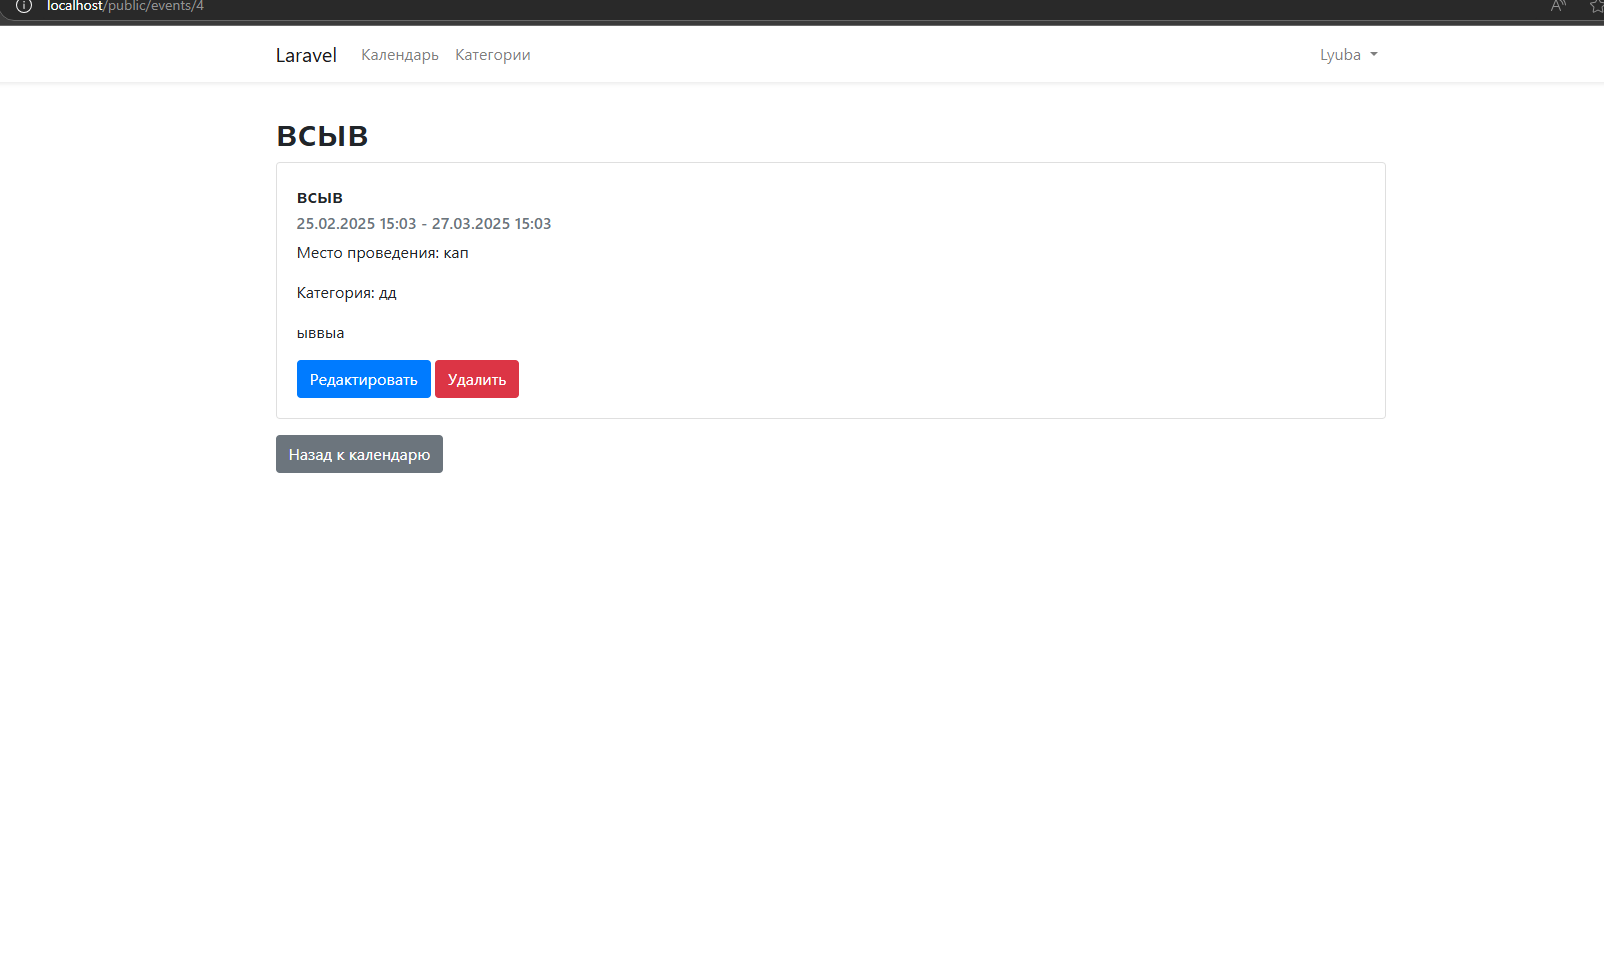 localhost/public/events/4
Laravel Календарь Категории Lyuba
всыв
всыв
25.02.2025 15:03 - 27.03.2025 15:03
Место проведения: кап
Категория: дд
ыввыа
Редактировать Удалить
Назад к календарю